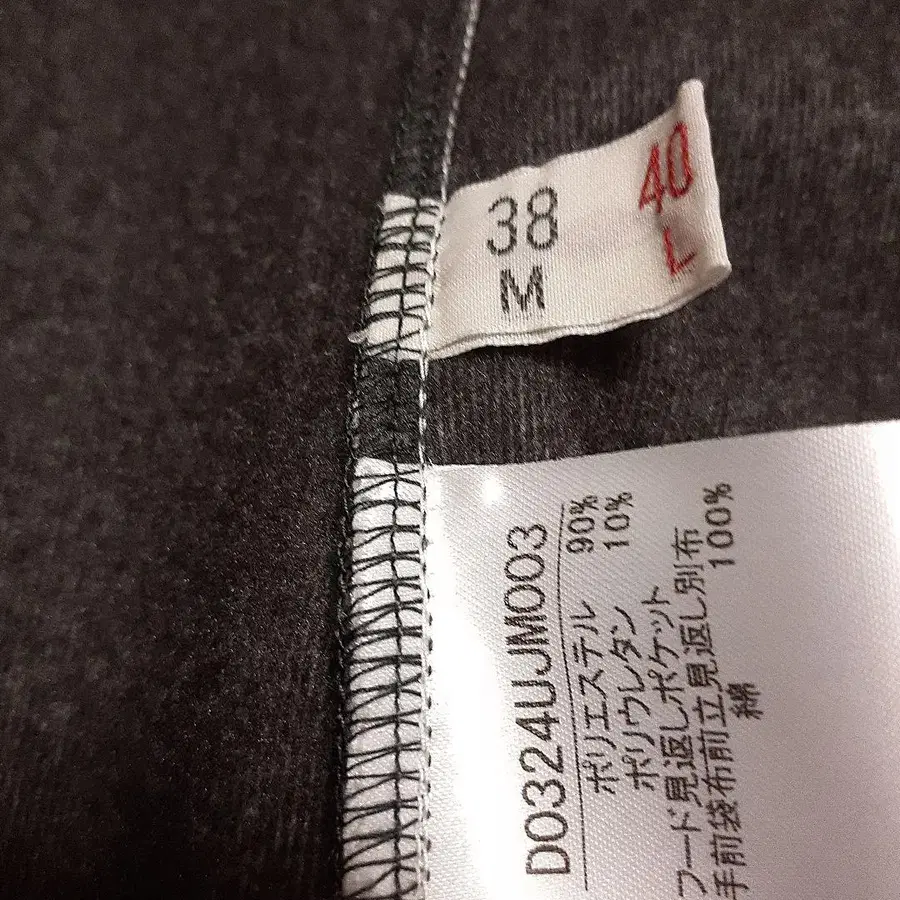 38
M
40
L
D0324UJM003
ポリエステル 90%
ポリウレタン 10%
フード見返しポケット
手前袋布前立見返し別布
綿 100%